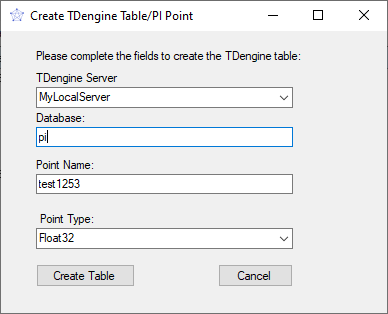 Create TDengine Table/PI Point
Please complete the fields to create the TDengine table:
TDengine Server
MyLocalServer
Database:
pi
Point Name:
test1253
Point Type:
Float32
Create Table Cancel